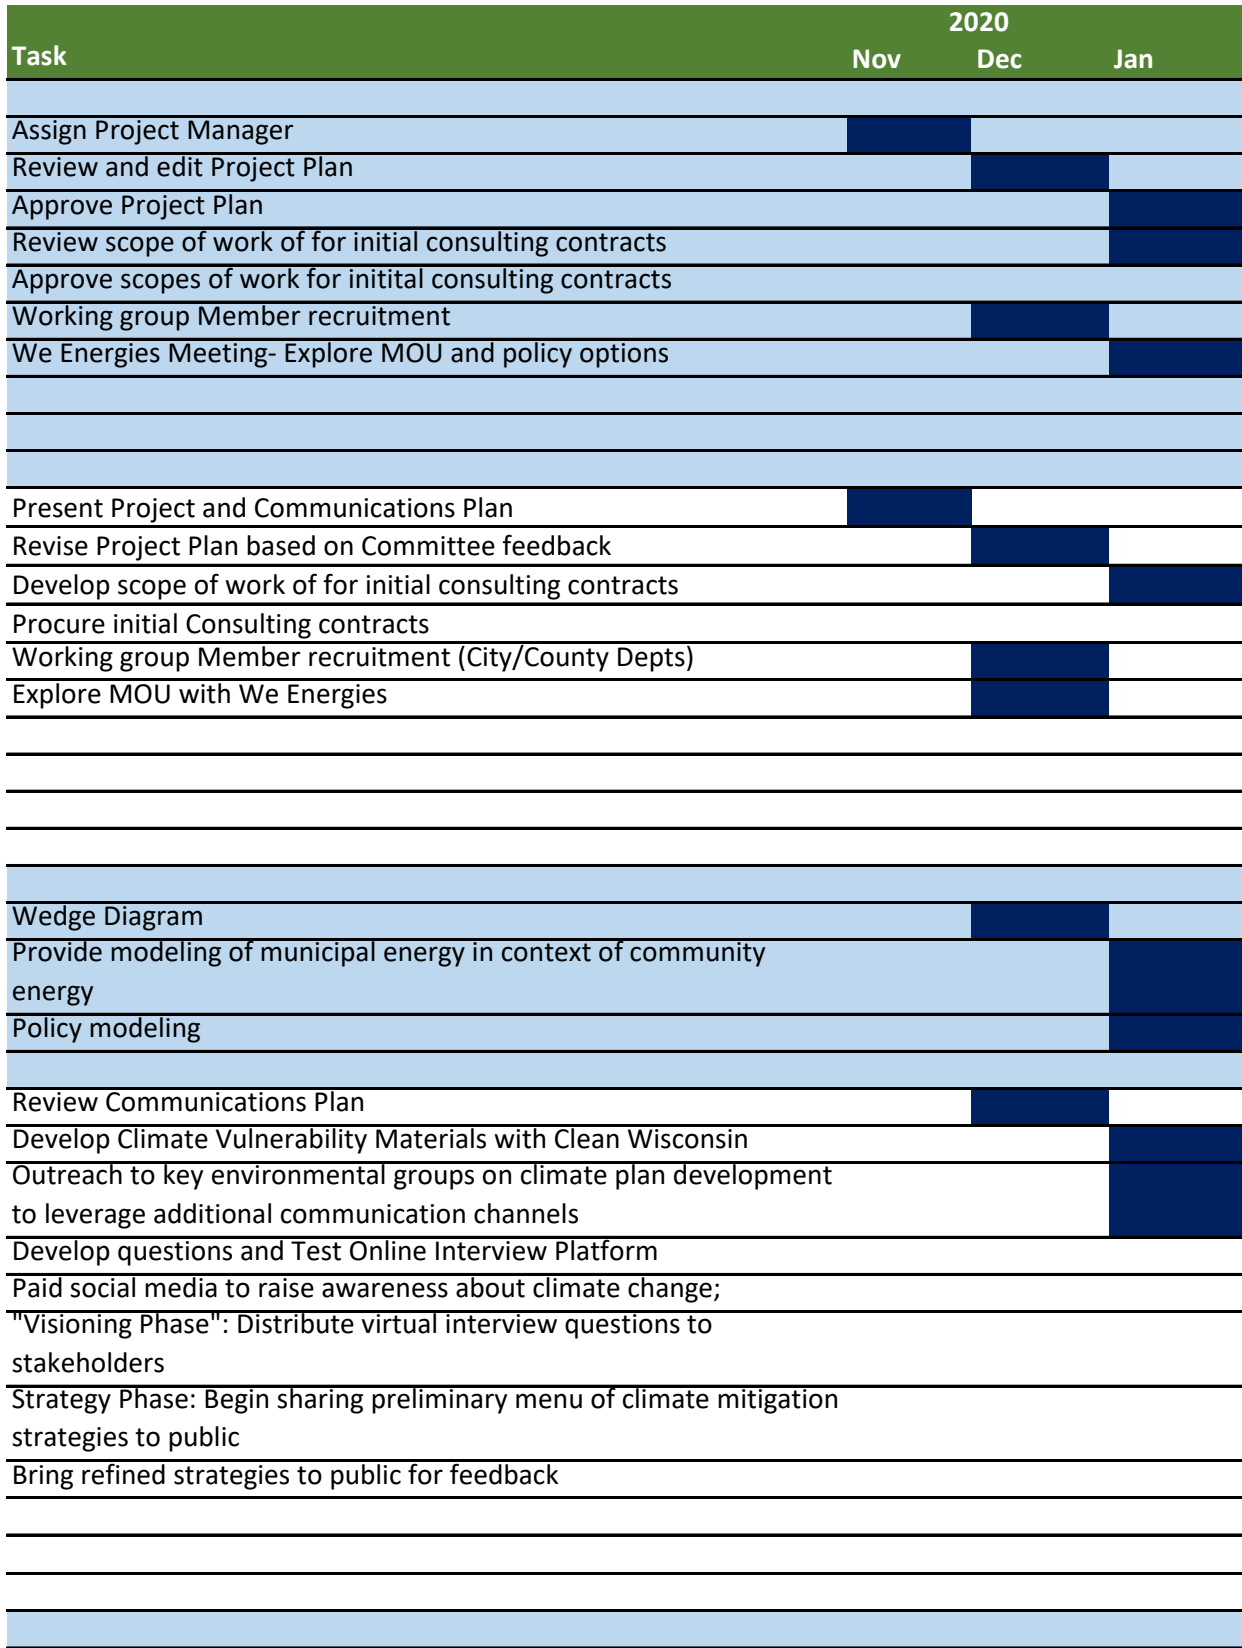 2020
Task Nov Dec Jan
Assign Project Manager
Review and edit Project Plan
Approve Project Plan
Review scope of work of for initial consulting contracts
Approve scopes of work for initital consulting contracts
Working group Member recruitment
We Energies Meeting- Explore MOU and policy options
Present Project and Communications Plan
Revise Project Plan based on Committee feedback
Develop scope of work of for initial consulting contracts
Procure initial Consulting contracts
Working group Member recruitment (City/County Depts)
Explore MOU with We Energies
Wedge Diagram
Provide modeling of municipal energy in context of community
energy
Policy modeling
Review Communications Plan
Develop Climate Vulnerability Materials with Clean Wisconsin
Outreach to key environmental groups on climate plan development
to leverage additional communication channels
Develop questions and Test Online Interview Platform
Paid social media to raise awareness about climate change;
"Visioning Phase": Distribute virtual interview questions to
stakeholders
Strategy Phase: Begin sharing preliminary menu of climate mitigation
strategies to public
Bring refined strategies to public for feedback